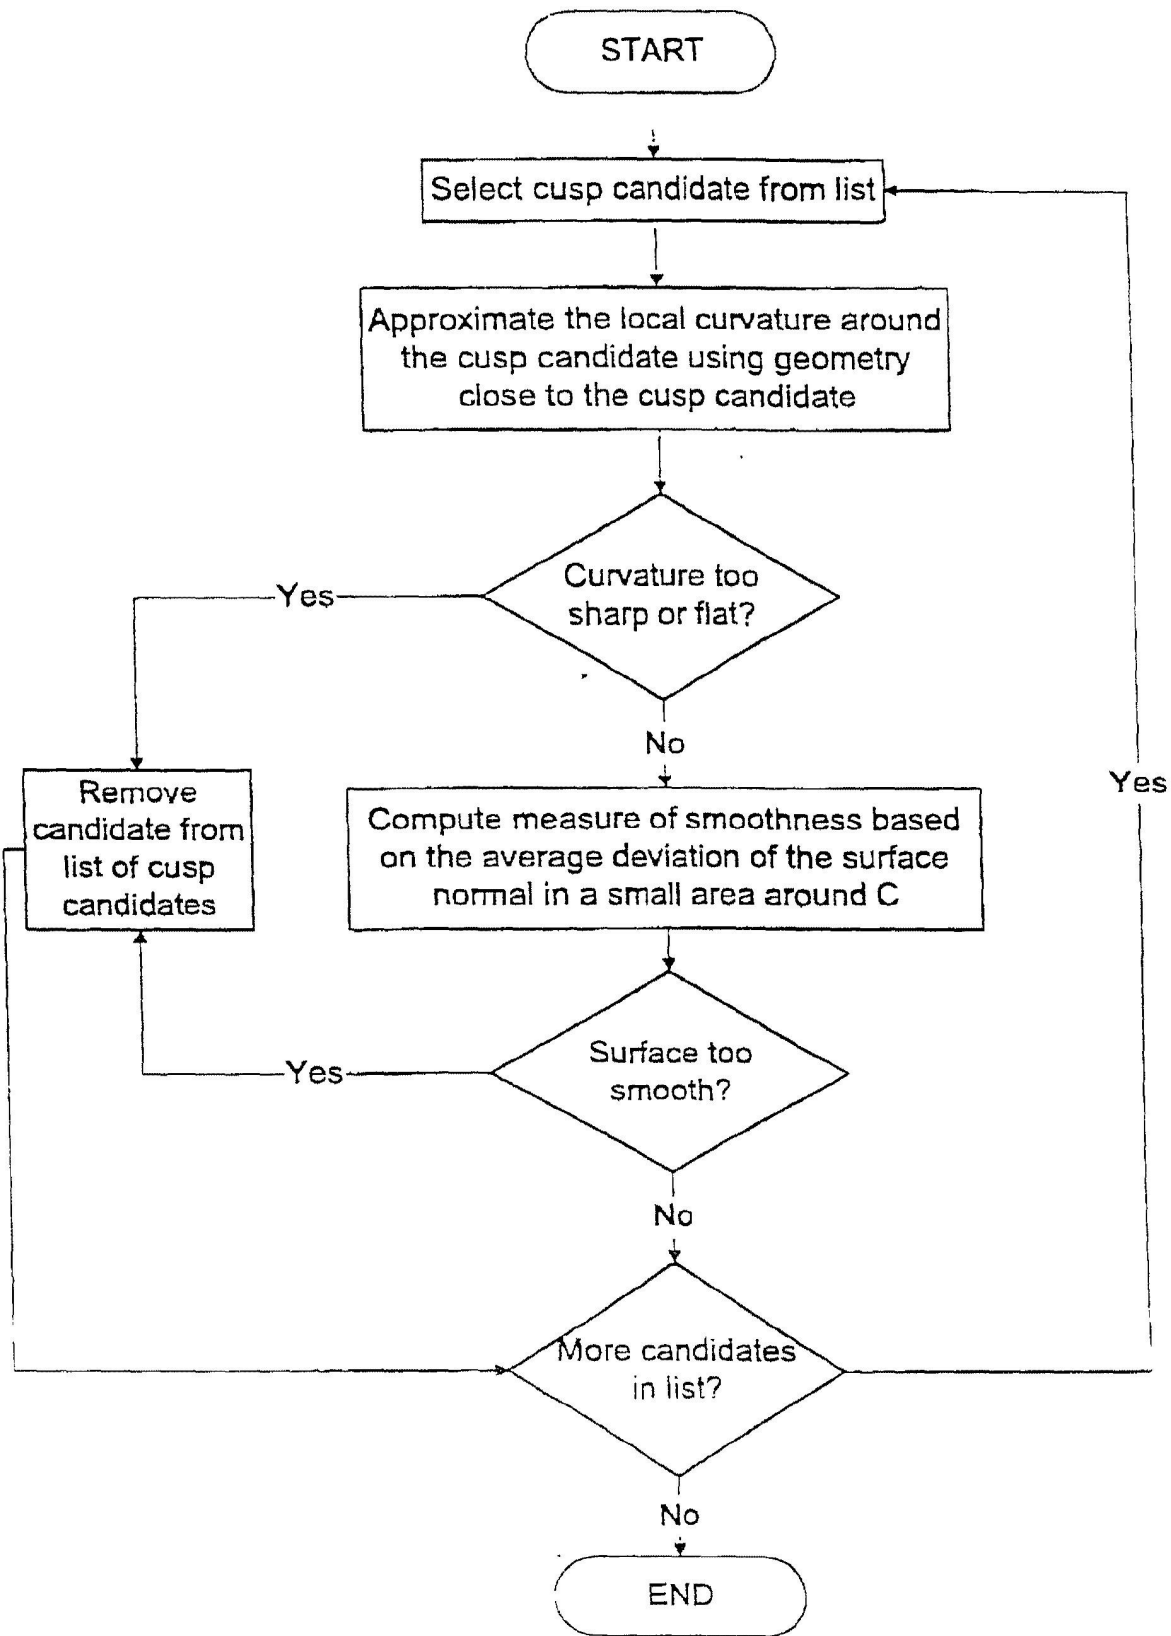 START
Select cusp candidate from list
Approximate the local curvature around
the cusp candidate using geometry
close to the cusp candidate
Curvature too
sharp or flat?
Yes
No
Remove
candidate from
list of cusp
candidates
Compute measure of smoothness based
on the average deviation of the surface
normal in a small area around C
Yes
Surface too
smooth?
Yes
No
More candidates
in list?
No
END